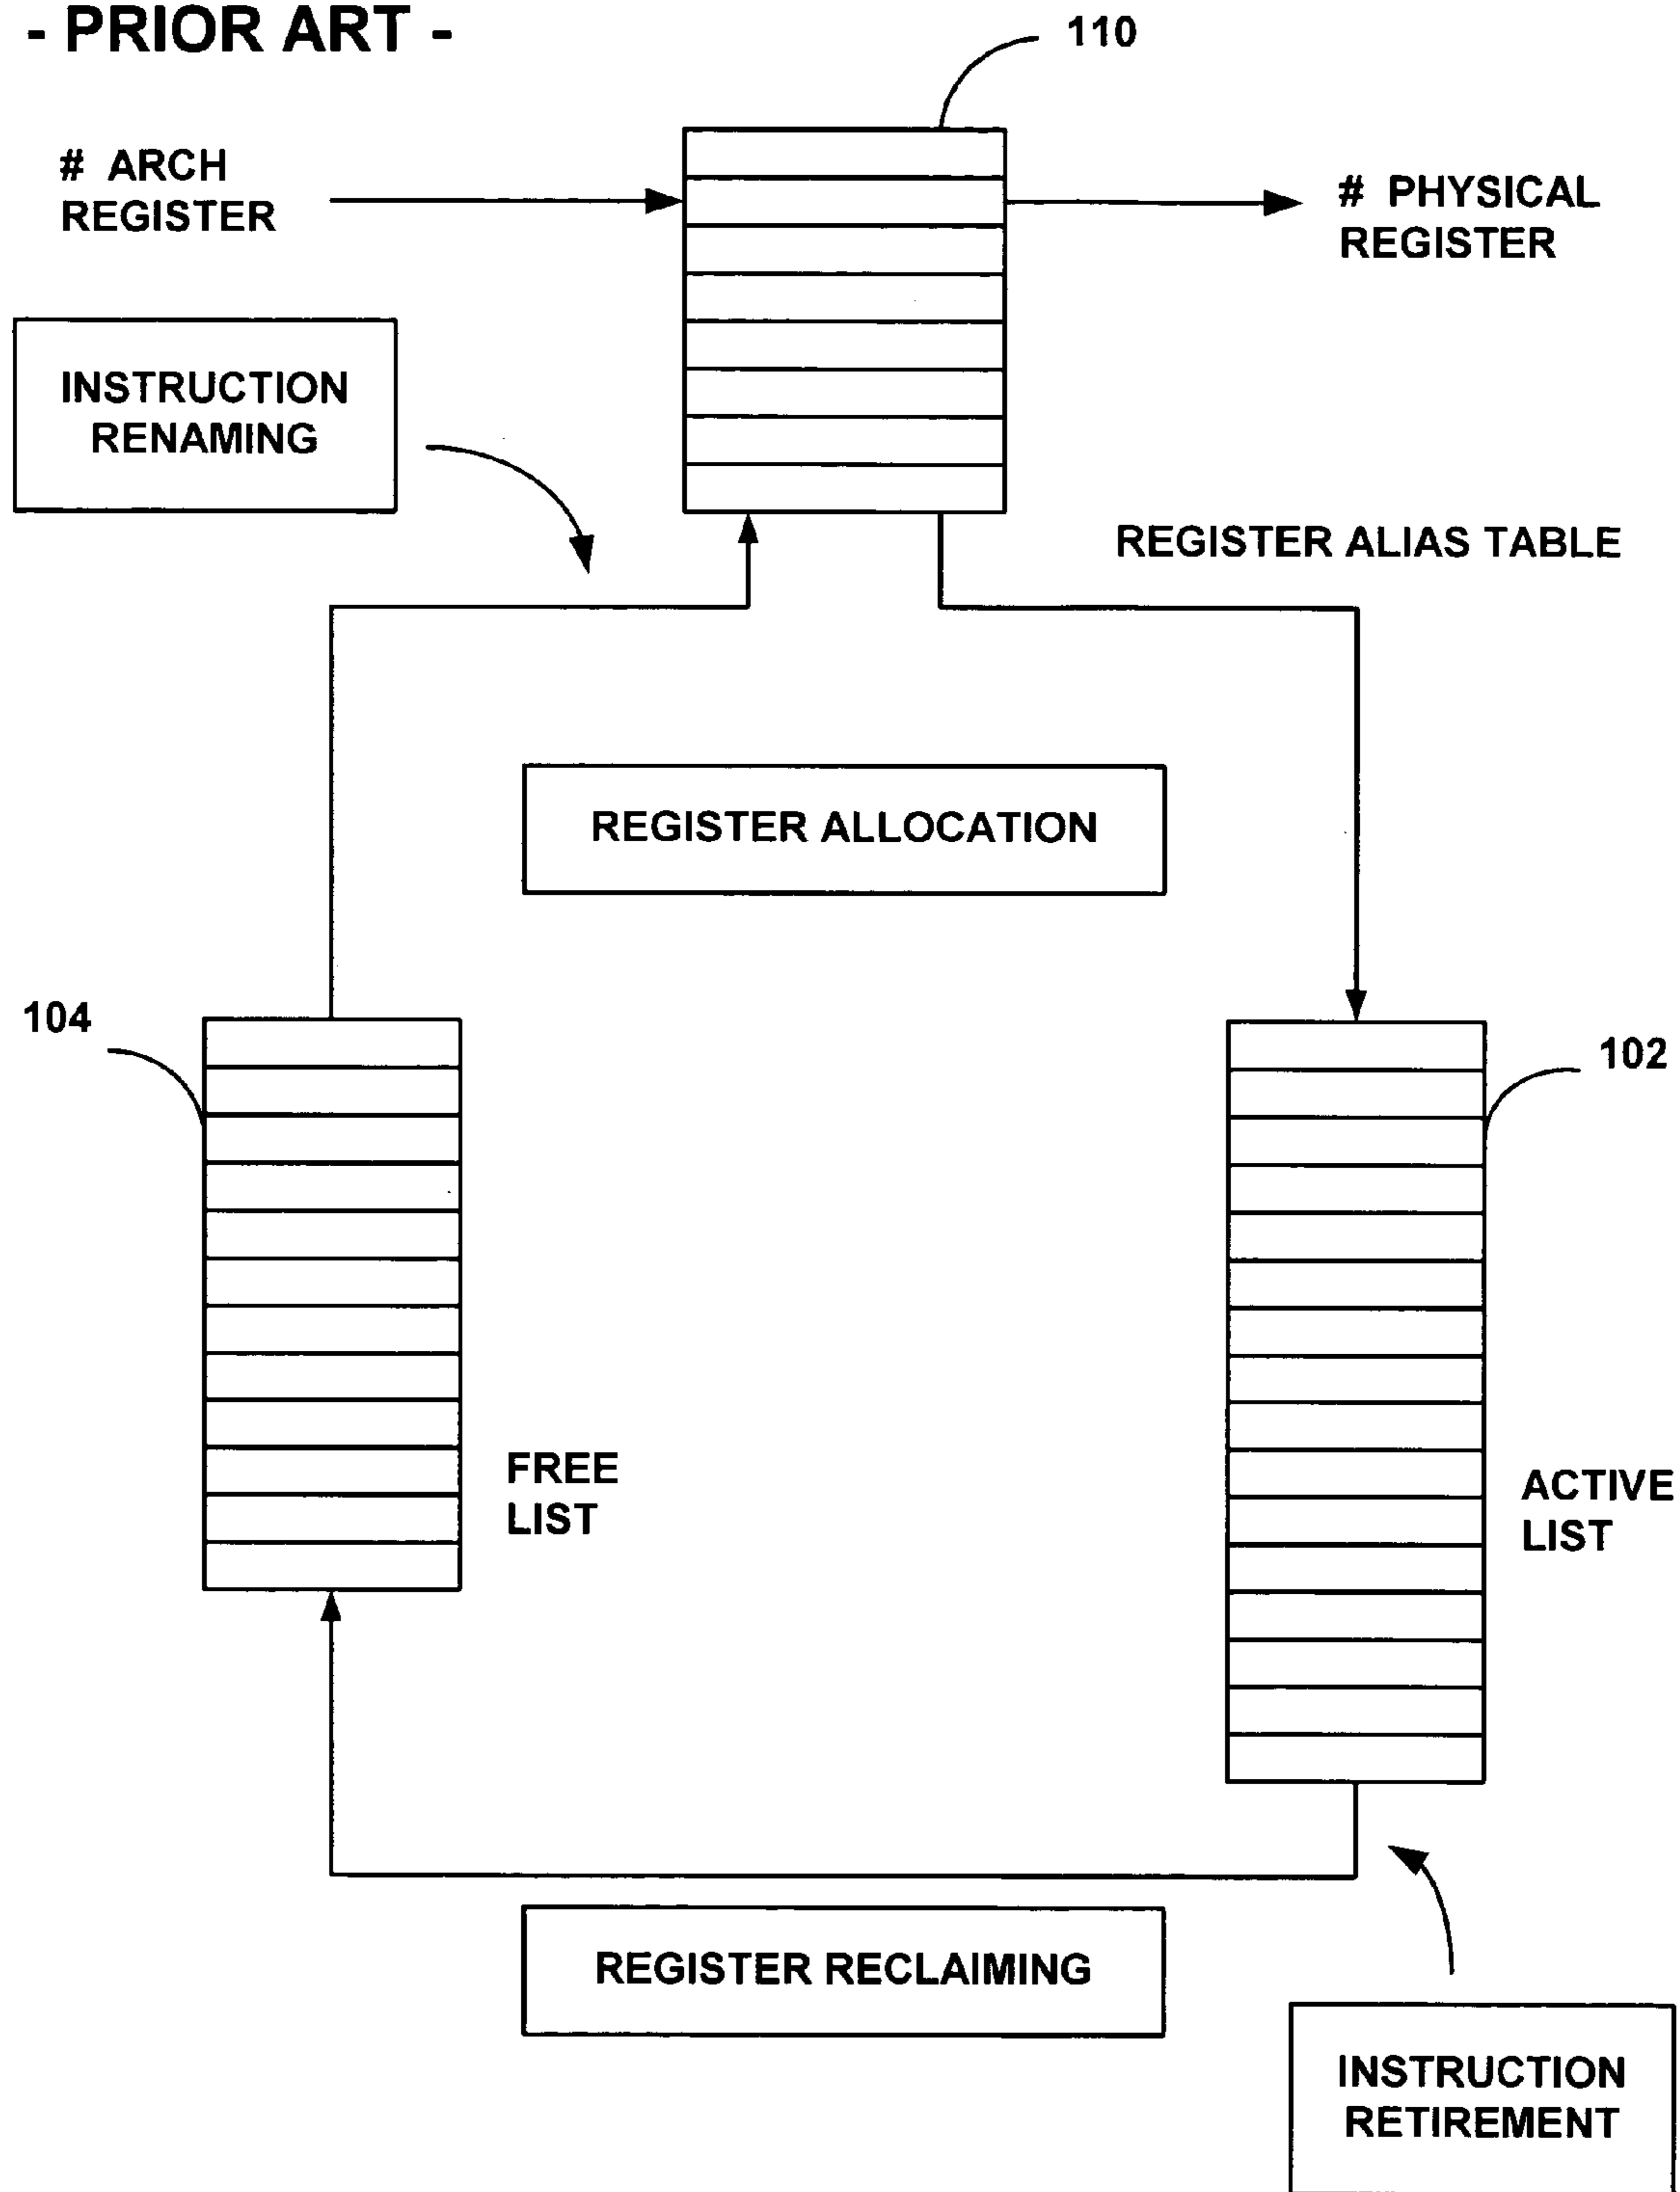 - PRIOR ART -
110
# ARCH
REGISTER
# PHYSICAL
REGISTER
INSTRUCTION
RENAMING
REGISTER ALIAS TABLE
REGISTER ALLOCATION
104
102
FREE
LIST
ACTIVE
LIST
REGISTER RECLAIMING
INSTRUCTION
RETIREMENT